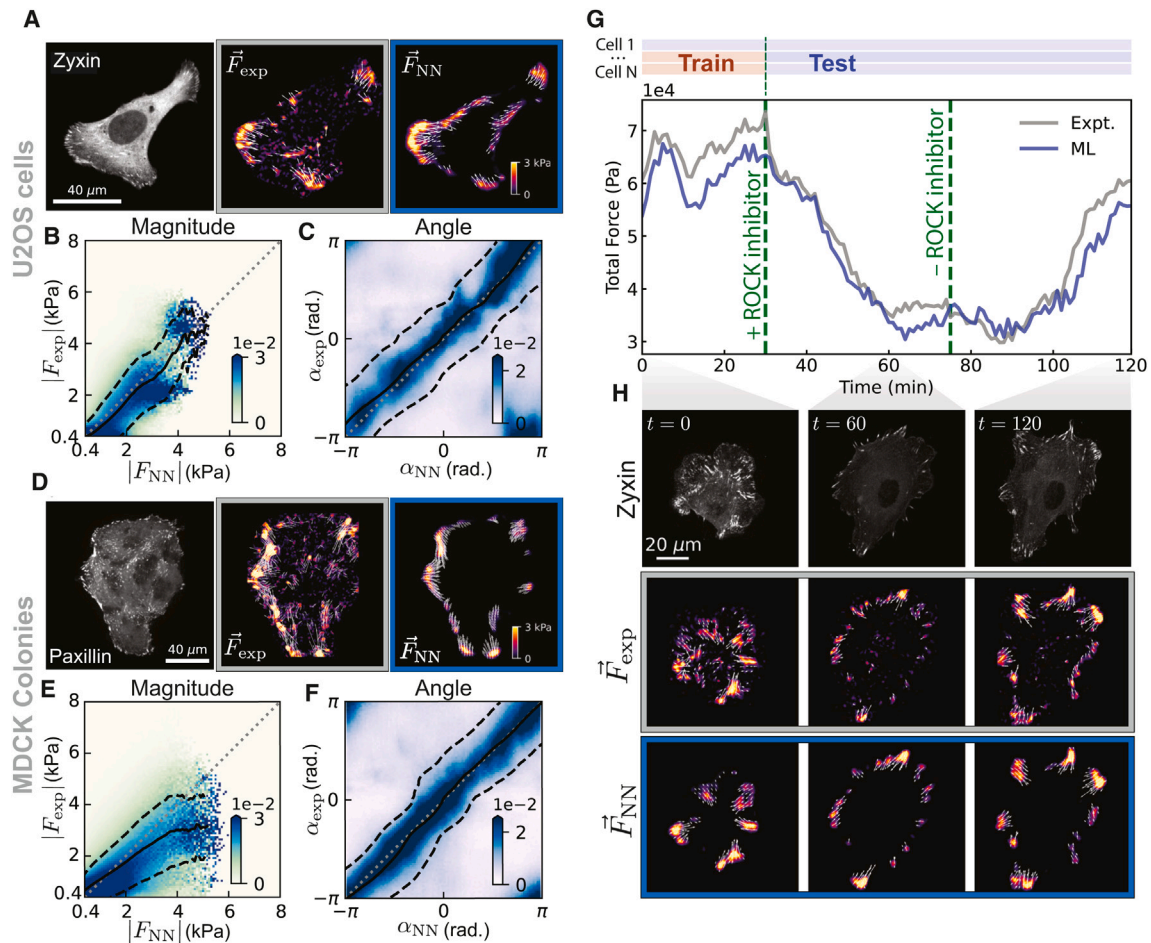 A
U2OS cells
Zyxin
40 µm
F⃗exp
F⃗NN
3 kPa
0
B
Magnitude
8
6
4
2
0.4
|Fexp| (kPa)
1e-2
3
0
0.4 2 4 6 8
|FNN| (kPa)
C
Angle
π
0
−π
αexp (rad.)
1e-2
2
0
−π 0 π
αNN (rad.)
D
MDCK Colonies
Paxillin
40 µm
F⃗exp
F⃗NN
3 kPa
0
E
Magnitude
8
6
4
2
0.4
|Fexp| (kPa)
1e-2
3
0
0.4 2 4 6 8
|FNN| (kPa)
F
Angle
π
0
−π
αexp (rad.)
1e-2
2
0
−π 0 π
αNN (rad.)
G
Cell 1
...
Cell N
Train
Test
1e4
7
6
5
4
3
Total Force (Pa)
+ ROCK inhibitor
− ROCK inhibitor
Expt.
ML
0 20 40 60 80 100 120
Time (min)
H
Zyxin
t = 0
t = 60
t = 120
20 µm
F⃗exp
F⃗NN